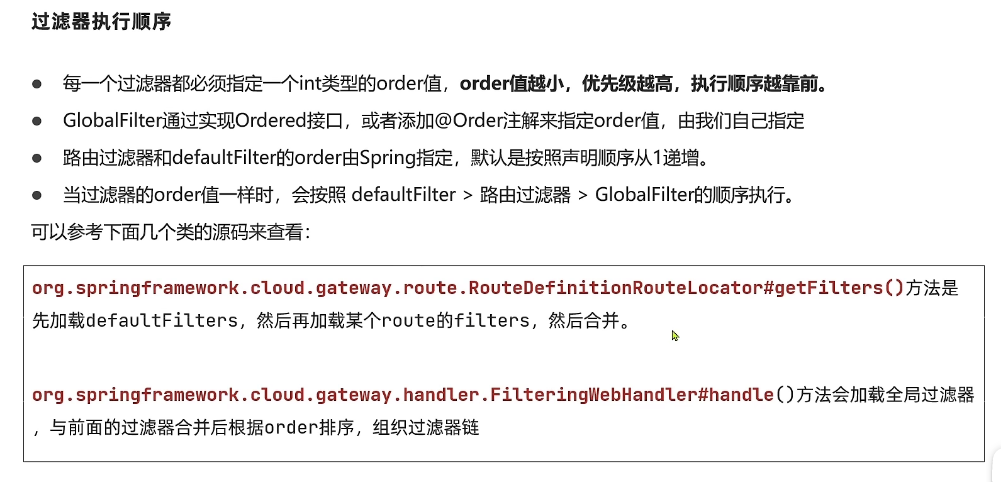 过滤器执行顺序
● 每一个过滤器都必须指定一个int类型的order值，order值越小，优先级越高，执行顺序越靠前。
● GlobalFilter通过实现Ordered接口，或者添加@Order注解来指定order值，由我们自己指定
● 路由过滤器和defaultFilter的order由Spring指定，默认是按照声明顺序从1递增。
● 当过滤器的order值一样时，会按照 defaultFilter > 路由过滤器 > GlobalFilter的顺序执行。
可以参考下面几个类的源码来查看：
org.springframework.cloud.gateway.route.RouteDefinitionRouteLocator#getFilters()方法是
先加载defaultFilters，然后再加载某个route的filters，然后合并。
org.springframework.cloud.gateway.handler.FilteringWebHandler#handle()方法会加载全局过滤器
，与前面的过滤器合并后根据order排序，组织过滤器链